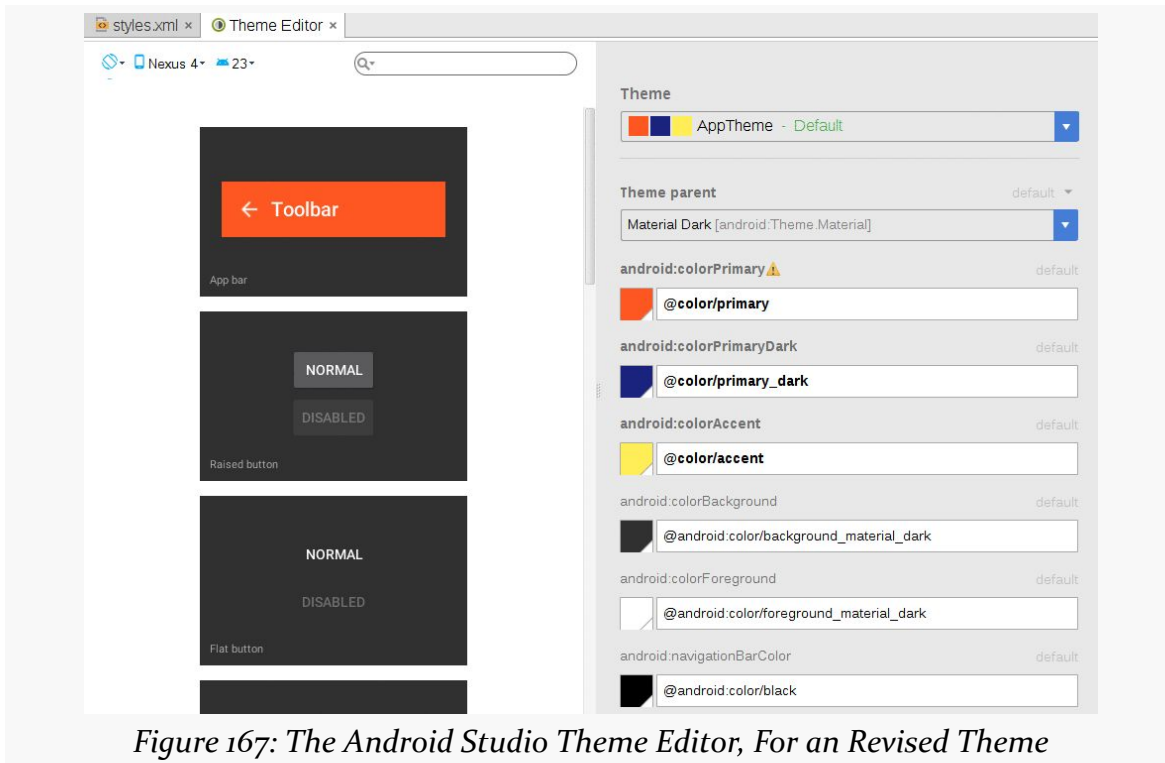 styles.xml ×
Theme Editor ×
Nexus 4
23
Toolbar
App bar
NORMAL
DISABLED
Raised button
NORMAL
DISABLED
Flat button
Theme
AppTheme - Default
Theme parent default
Material Dark [android:Theme.Material]
android:colorPrimary default
@color/primary
android:colorPrimaryDark default
@color/primary_dark
android:colorAccent default
@color/accent
android:colorBackground default
@android:color/background_material_dark
android:colorForeground default
@android:color/foreground_material_dark
android:navigationBarColor default
@android:color/black
Figure 167: The Android Studio Theme Editor, For an Revised Theme